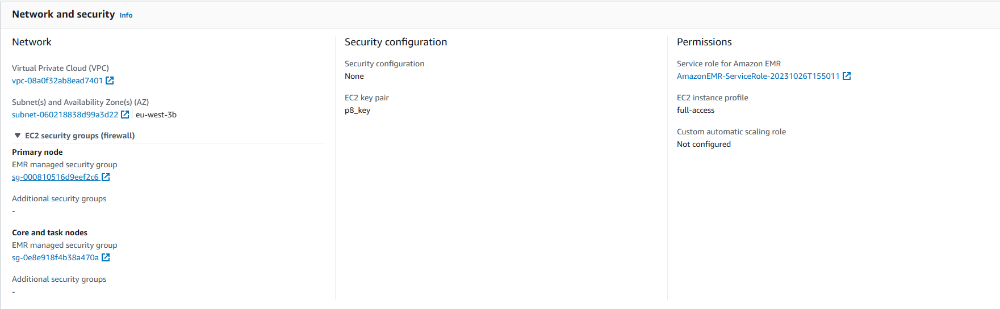 Network and security Info
Network
Virtual Private Cloud (VPC)
vpc-08a0f32ab8ead7401
Subnet(s) and Availability Zone(s) (AZ)
subnet-060218838d99a3d22 eu-west-3b
EC2 security groups (firewall)
Primary node
EMR managed security group
sg-000810516d9eef2c6
Additional security groups
-
Core and task nodes
EMR managed security group
sg-0e8e918f4b38a470a
Additional security groups
-
Security configuration
Security configuration
None
EC2 key pair
p8_key
Permissions
Service role for Amazon EMR
AmazonEMR-ServiceRole-20231026T155011
EC2 instance profile
full-access
Custom automatic scaling role
Not configured